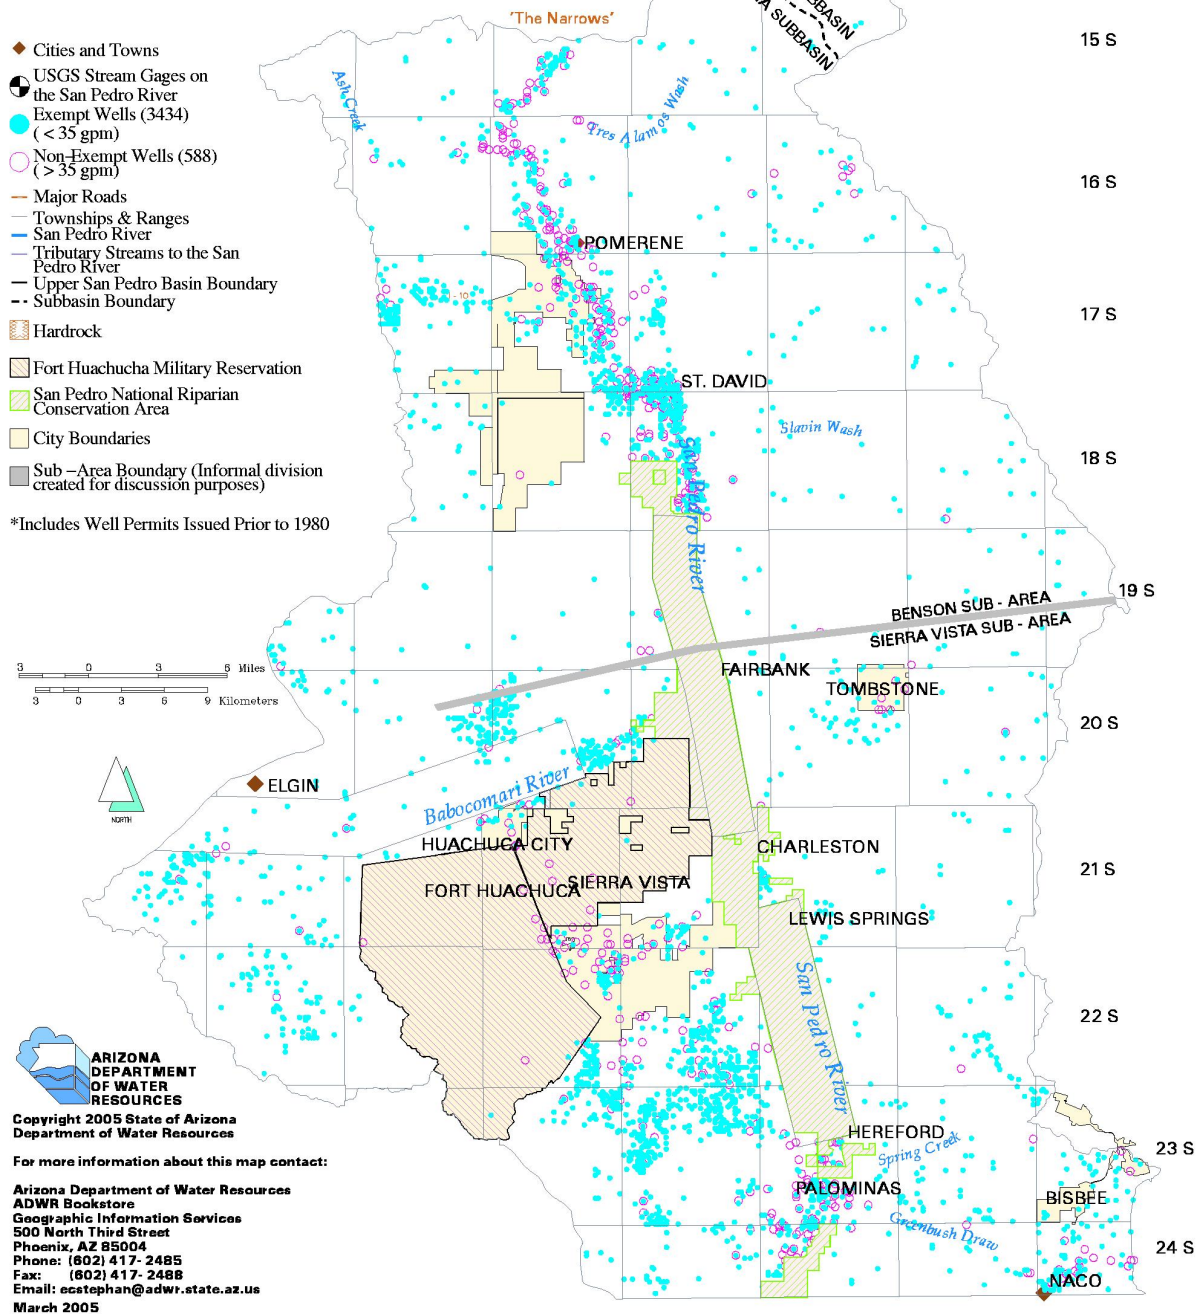 'The Narrows'
BBASIN
A SUBBASIN
15 S
Cities and Towns
USGS Stream Gages on
the San Pedro River
Exempt Wells (3434)
( < 35 gpm)
Non-Exempt Wells (588)
( > 35 gpm)
Major Roads
Townships & Ranges
San Pedro River
Tributary Streams to the San
Pedro River
Upper San Pedro Basin Boundary
Subbasin Boundary
Hardrock
Fort Huachucha Military Reservation
San Pedro National Riparian
Conservation Area
City Boundaries
Sub -Area Boundary (Informal division
created for discussion purposes)
*Includes Well Permits Issued Prior to 1980
Ash Creek
Tres Alamos Wash
16 S
POMERENE
- 10
17 S
ST. DAVID
Slavin Wash
18 S
San Pedro River
19 S
BENSON SUB - AREA
SIERRA VISTA SUB - AREA
3 0 3 6 Miles
3 0 3 6 9 Kilometers
FAIRBANK
TOMBSTONE
20 S
NORTH
ELGIN
Babocomari River
HUACHUCA CITY
CHARLESTON
21 S
FORT HUACHUCA
SIERRA VISTA
LEWIS SPRINGS
San Pedro River
22 S
ARIZONA
DEPARTMENT
OF WATER
RESOURCES
Copyright 2005 State of Arizona
Department of Water Resources
For more information about this map contact:
Arizona Department of Water Resources
ADWR Bookstore
Geographic Information Services
500 North Third Street
Phoenix, AZ 85004
Phone: (602) 417- 2485
Fax: (602) 417- 2488
Email: ecstephan@adwr.state.az.us
March 2005
HEREFORD
Spring Creek
23 S
PALOMINAS
BISBEE
Greenbush Draw
24 S
NACO